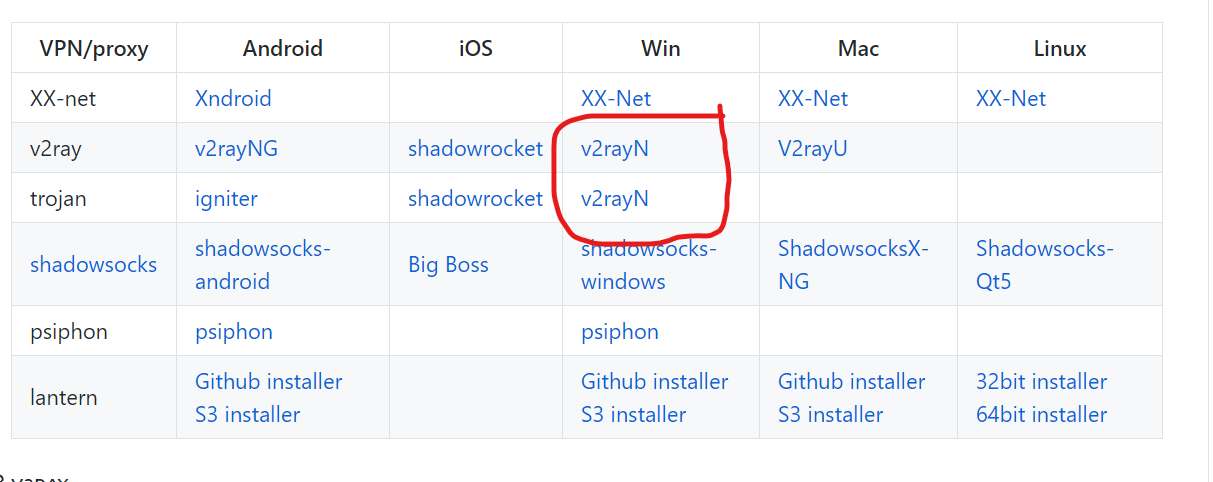 VPN/proxy Android iOS Win Mac Linux
XX-net Xndroid XX-Net XX-Net XX-Net
v2ray v2rayNG shadowrocket v2rayN V2rayU
trojan igniter shadowrocket v2rayN
shadowsocks shadowsocks-android Big Boss shadowsocks-windows ShadowsocksX-NG Shadowsocks-Qt5
psiphon psiphon psiphon
lantern Github installer Github installer Github installer 32bit installer
S3 installer S3 installer S3 installer 64bit installer